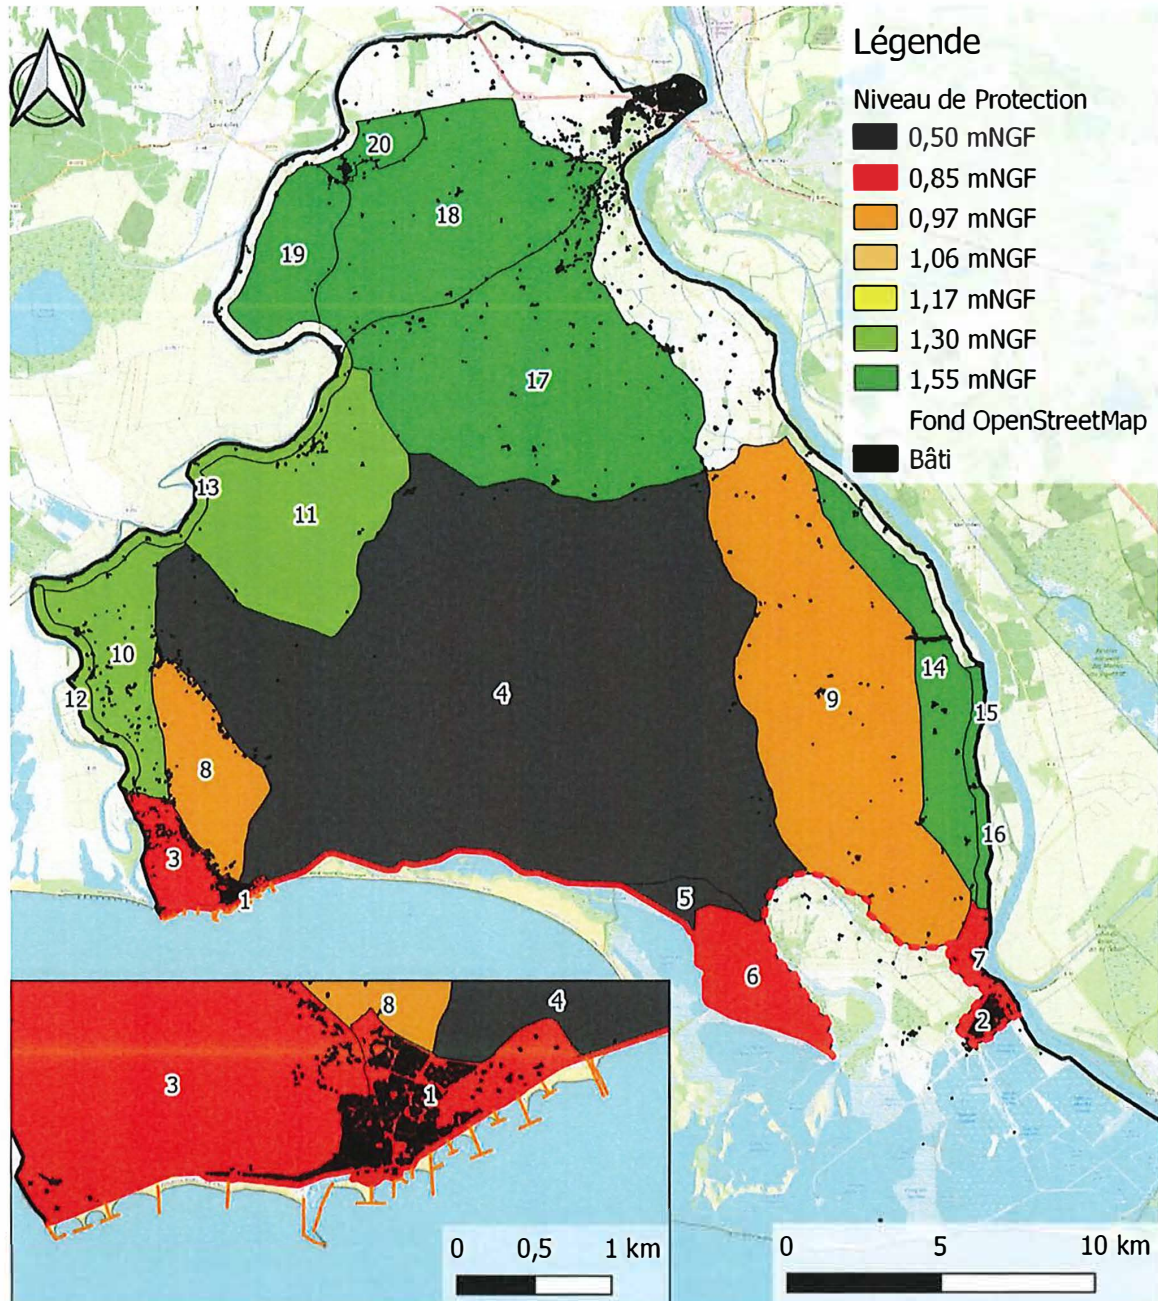 Légende
Niveau de Protection
0,50 mNGF
0,85 mNGF
0,97 mNGF
1,06 mNGF
1,17 mNGF
1,30 mNGF
1,55 mNGF
Fond OpenStreetMap
Bâti
20
18
19
17
13
11
10
12
4
9
14
15
8
16
3
1
5
6
7
2
8
4
3
1
0 0,5 1 km
0 5 10 km